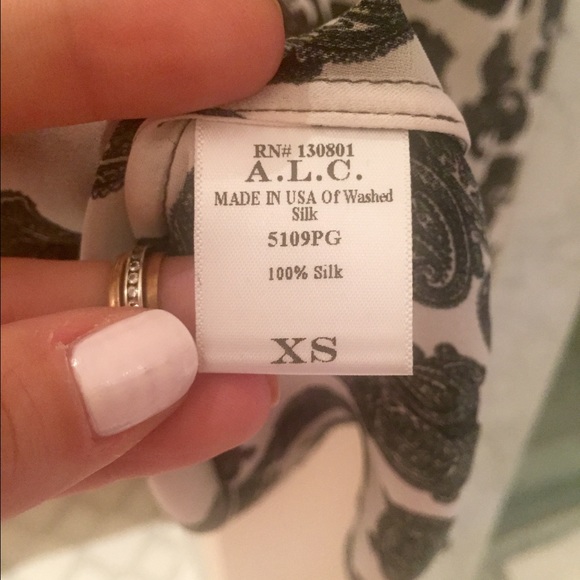 RN# 130801
A.L.C.
MADE IN USA Of Washed
Silk
5109PG
100% Silk
XS